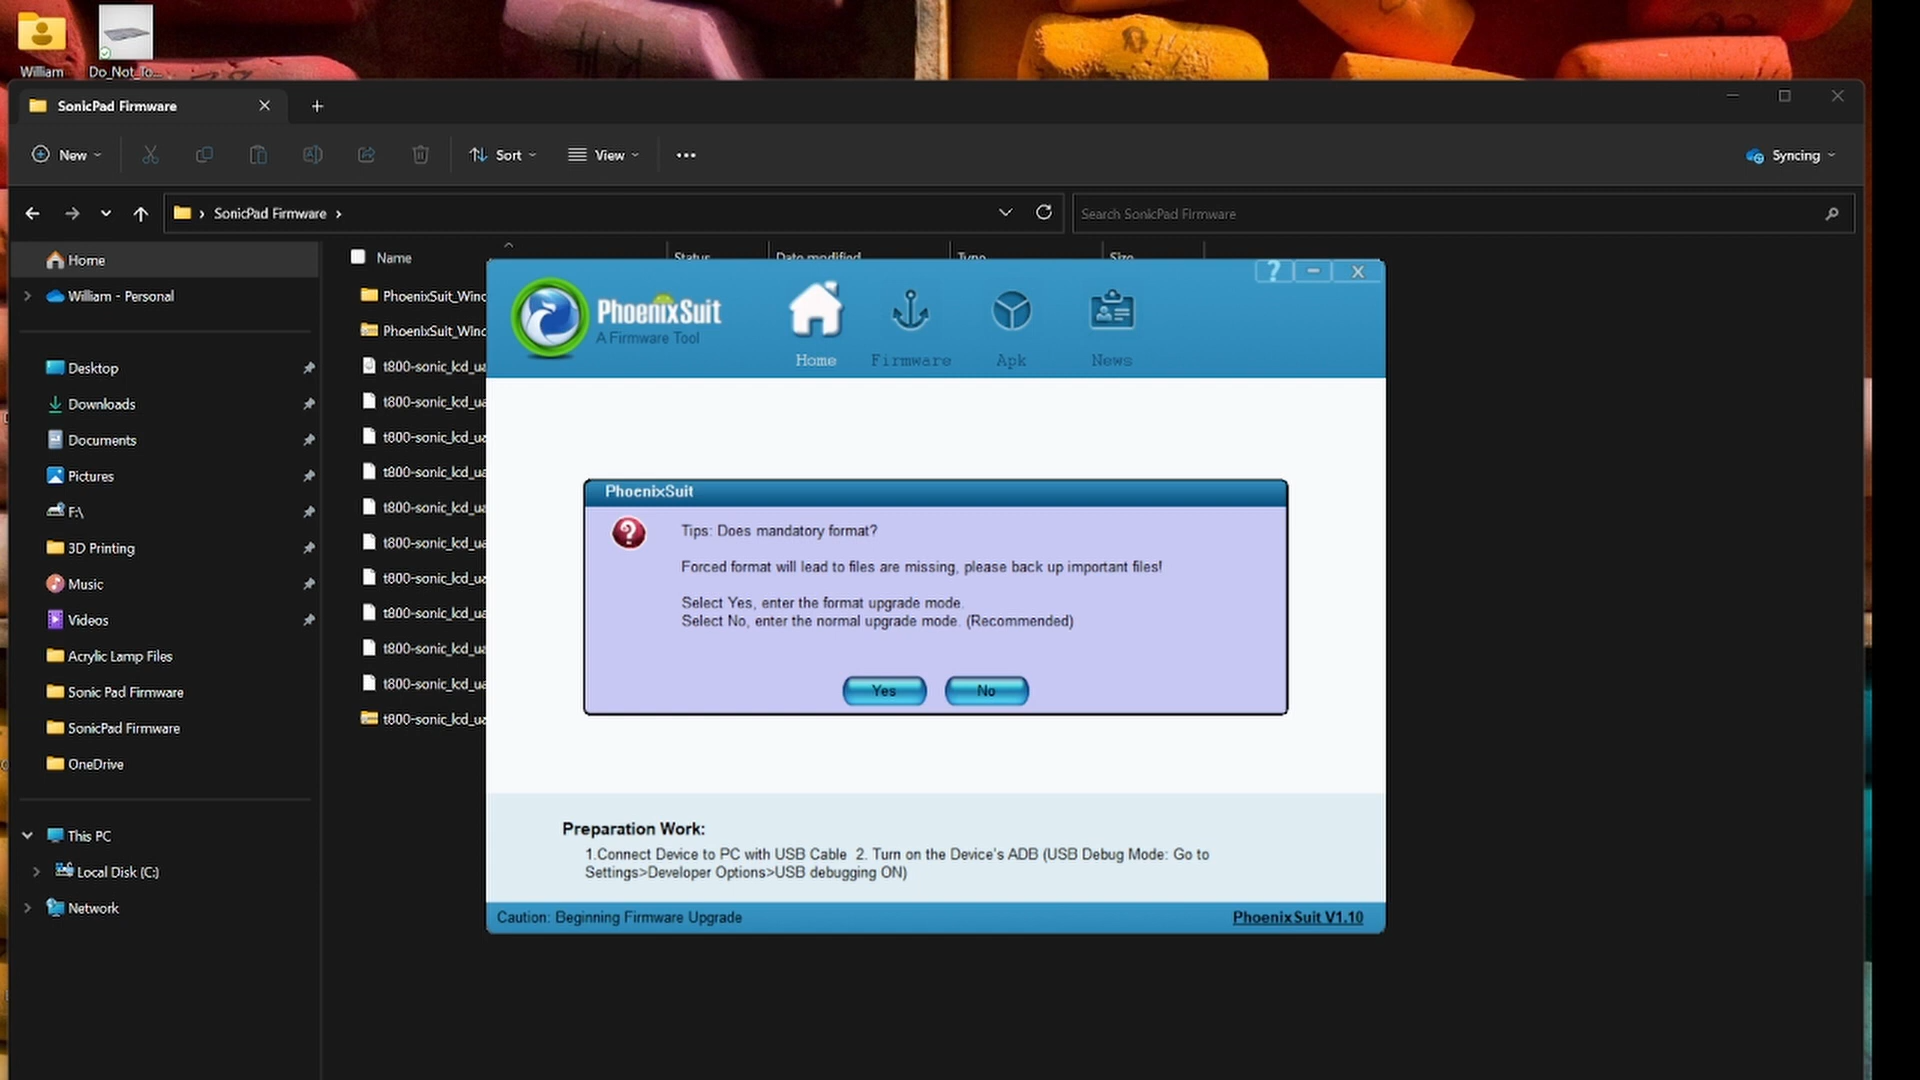 William
Do_Not_To...
SonicPad Firmware
New
Sort
View
Syncing
SonicPad Firmware
Search SonicPad Firmware
Home
William - Personal
Desktop
Downloads
Documents
Pictures
F:\
3D Printing
Music
Videos
Acrylic Lamp Files
Sonic Pad Firmware
SonicPad Firmware
OneDrive
This PC
Local Disk (C:)
Network
Name
Status
Date modified
Type
Size
PhoenixSuit_Winc
PhoenixSuit_Winc
t800-sonic_lcd_ua
t800-sonic_lcd_ua
t800-sonic_lcd_ua
t800-sonic_lcd_ua
t800-sonic_lcd_ua
t800-sonic_lcd_ua
t800-sonic_lcd_ua
t800-sonic_lcd_ua
t800-sonic_lcd_ua
t800-sonic_lcd_ua
t800-sonic_lcd_ua
PhoenixSuit
A Firmware Tool
Home
Firmware
Apk
News
PhoenixSuit
Tips: Does mandatory format?
Forced format will lead to files are missing, please back up important files!
Select Yes, enter the format upgrade mode.
Select No, enter the normal upgrade mode. (Recommended)
Yes
No
Preparation Work:
1.Connect Device to PC with USB Cable 2. Turn on the Device's ADB (USB Debug Mode: Go to
Settings>Developer Options>USB debugging ON)
Caution: Beginning Firmware Upgrade
PhoenixSuit V1.10